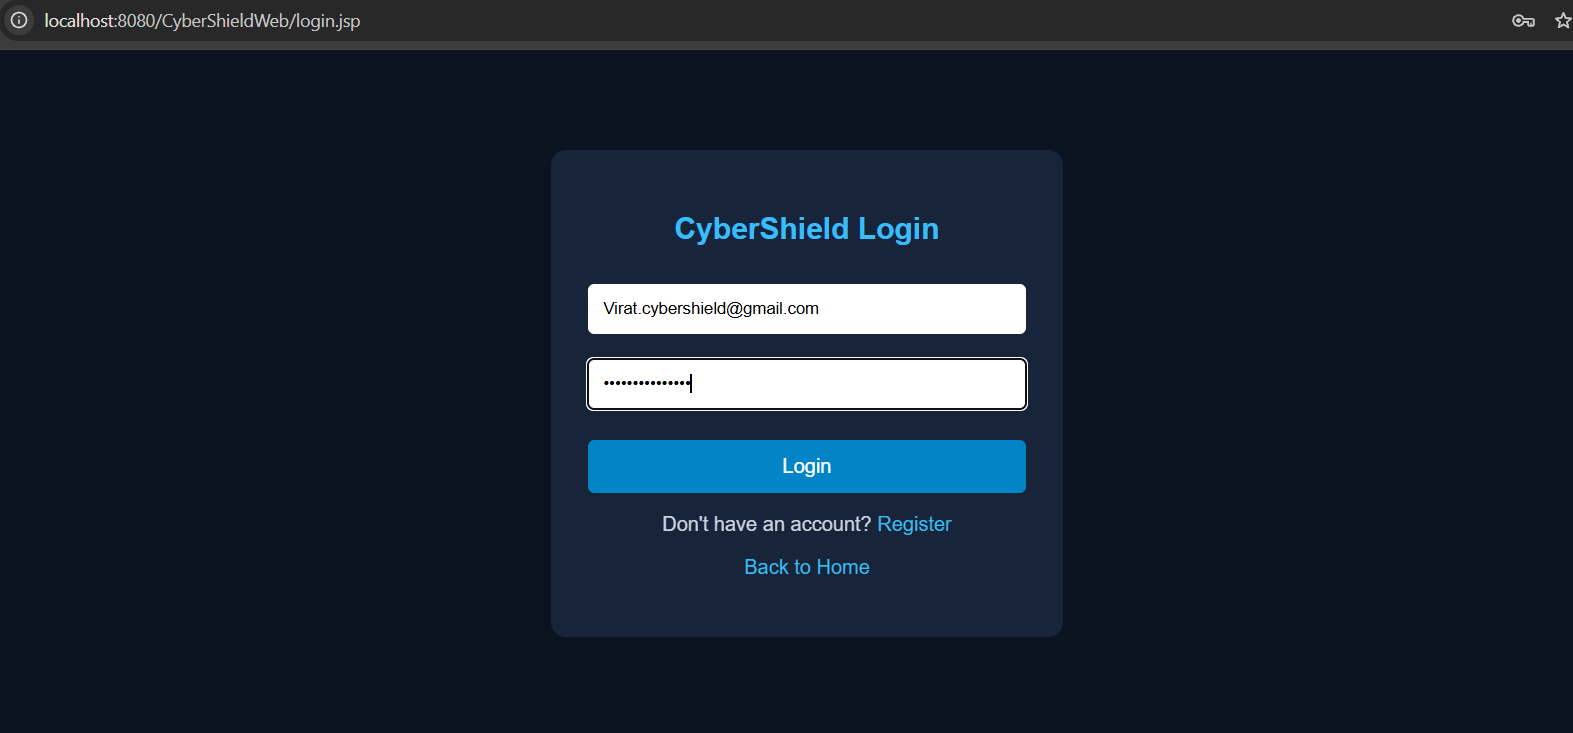 localhost:8080/CyberShieldWeb/login.jsp
CyberShield Login
Virat.cybershield@gmail.com
•••••••••••••••
Login
Don't have an account? Register
Back to Home